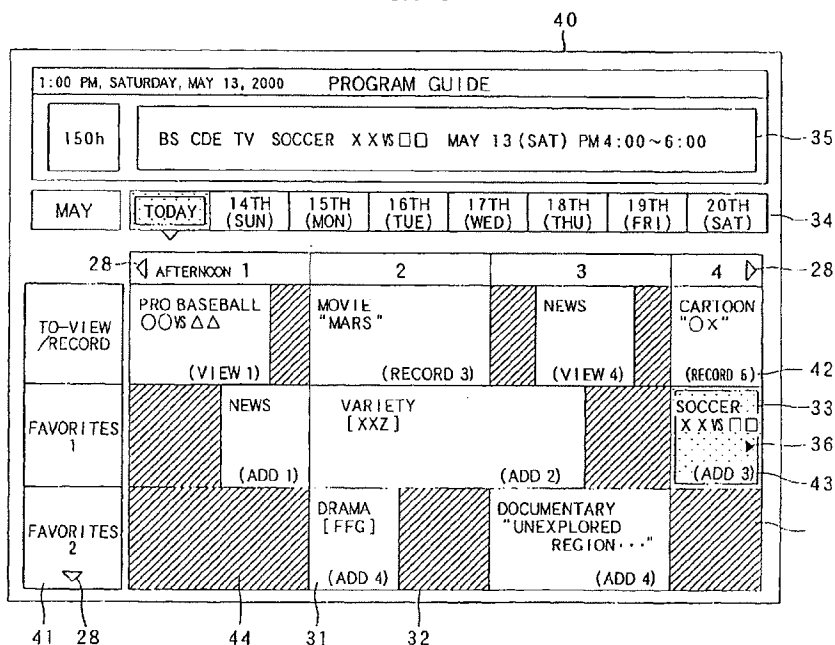 40
1:00 PM, SATURDAY, MAY 13, 2000 PROGRAM GUIDE
150h
BS CDE TV SOCCER X X VS □□ MAY 13 (SAT) PM 4:00~6:00
35
MAY
TODAY
14TH (SUN)
15TH (MON)
16TH (TUE)
17TH (WED)
18TH (THU)
19TH (FRI)
20TH (SAT)
34
28
◁ AFTERNOON 1 2 3 4 ▷
28
TO-VIEW
/RECORD
PRO BASEBALL
○○VS△△
(VIEW 1)
MOVIE
"MARS"
(RECORD 3)
NEWS
(VIEW 4)
CARTOON
"○×"
(RECORD 6)
42
FAVORITES
1
NEWS
(ADD 1)
VARIETY
[XXZ]
(ADD 2)
SOCCER
X X VS □□
(ADD 3)
33
36
43
FAVORITES
2
DRAMA
[FFG]
(ADD 4)
DOCUMENTARY
"UNEXPLORED
REGION···"
(ADD 4)
41 28 44 31 32